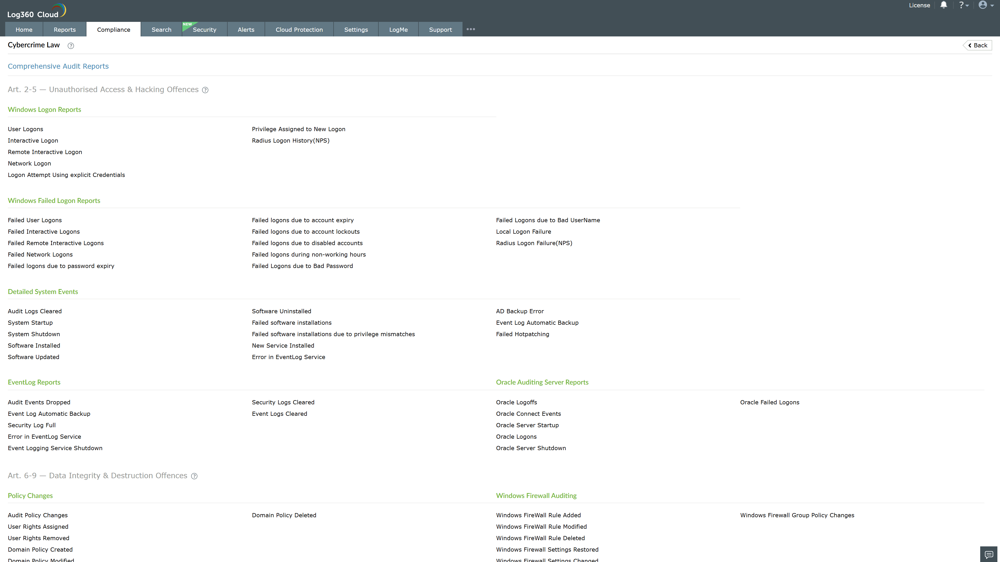 License
?
Log360 Cloud
Home
Reports
Compliance
Search
NEW
Security
Alerts
Cloud Protection
Settings
LogMe
Support
Cybercrime Law
?
Back
Comprehensive Audit Reports
Art. 2-5 — Unauthorised Access & Hacking Offences ?
Windows Logon Reports
User Logons
Interactive Logon
Remote Interactive Logon
Network Logon
Logon Attempt Using explicit Credentials
Privilege Assigned to New Logon
Radius Logon History(NPS)
Windows Failed Logon Reports
Failed User Logons
Failed Interactive Logons
Failed Remote Interactive Logons
Failed Network Logons
Failed logons due to password expiry
Failed logons due to account expiry
Failed logons due to account lockouts
Failed logons due to disabled accounts
Failed logons during non-working hours
Failed Logons due to Bad Password
Failed Logons due to Bad UserName
Local Logon Failure
Radius Logon Failure(NPS)
Detailed System Events
Audit Logs Cleared
System Startup
System Shutdown
Software Installed
Software Updated
Software Uninstalled
Failed software installations
Failed software installations due to privilege mismatches
New Service Installed
Error in EventLog Service
AD Backup Error
Event Log Automatic Backup
Failed Hotpatching
EventLog Reports
Audit Events Dropped
Event Log Automatic Backup
Security Log Full
Error in EventLog Service
Event Logging Service Shutdown
Security Logs Cleared
Event Logs Cleared
Oracle Auditing Server Reports
Oracle Logoffs
Oracle Connect Events
Oracle Server Startup
Oracle Logons
Oracle Server Shutdown
Oracle Failed Logons
Art. 6-9 — Data Integrity & Destruction Offences ?
Policy Changes
Audit Policy Changes
User Rights Assigned
User Rights Removed
Domain Policy Created
Domain Policy Modified
Domain Policy Deleted
Windows Firewall Auditing
Windows FireWall Rule Added
Windows FireWall Rule Modified
Windows FireWall Rule Deleted
Windows Firewall Settings Restored
Windows Firewall Settings Changed
Windows Firewall Group Policy Changes